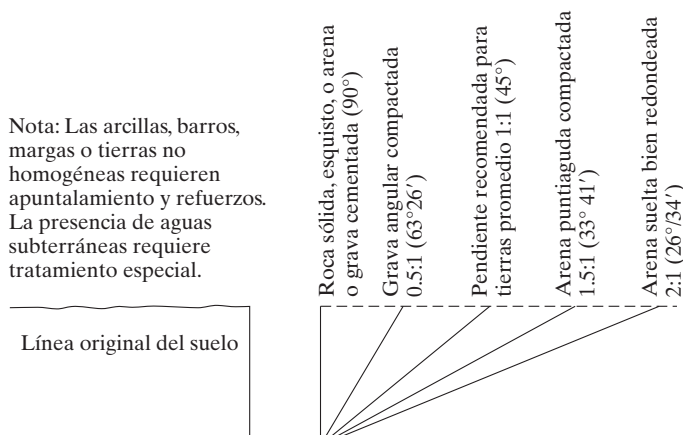 Nota: Las arcillas, barros,
margas o tierras no
homogéneas requieren
apuntalamiento y refuerzos.
La presencia de aguas
subterráneas requiere
tratamiento especial.
Línea original del suelo
Roca sólida, esquisto, o arena
o grava cementada (90°)
Grava angular compactada
0.5:1 (63°26′)
Pendiente recomendada para
tierras promedio 1:1 (45°)
Arena puntiaguda compactada
1.5:1 (33° 41′)
Arena suelta bien redondeada
2:1 (26°/34′)